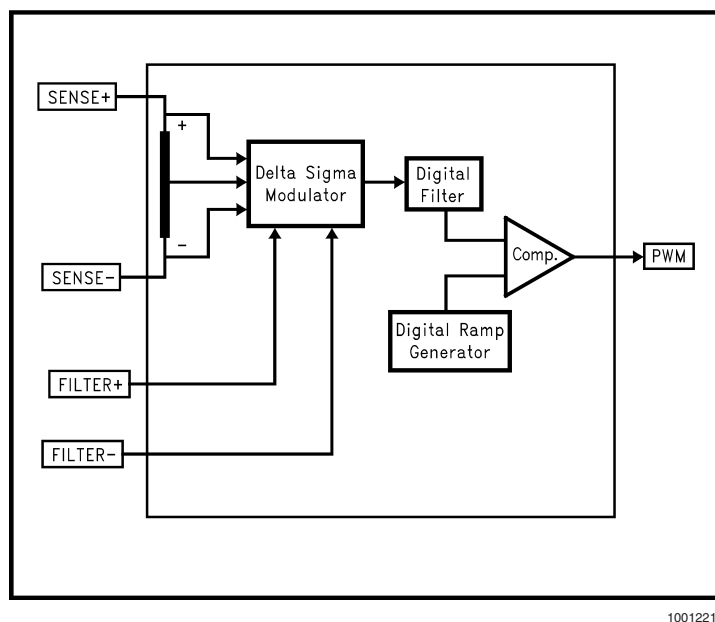 SENSE+
+
Delta Sigma
Modulator
Digital
Filter
-
Comp.
PWM
SENSE-
Digital Ramp
Generator
FILTER+
FILTER-
1001221